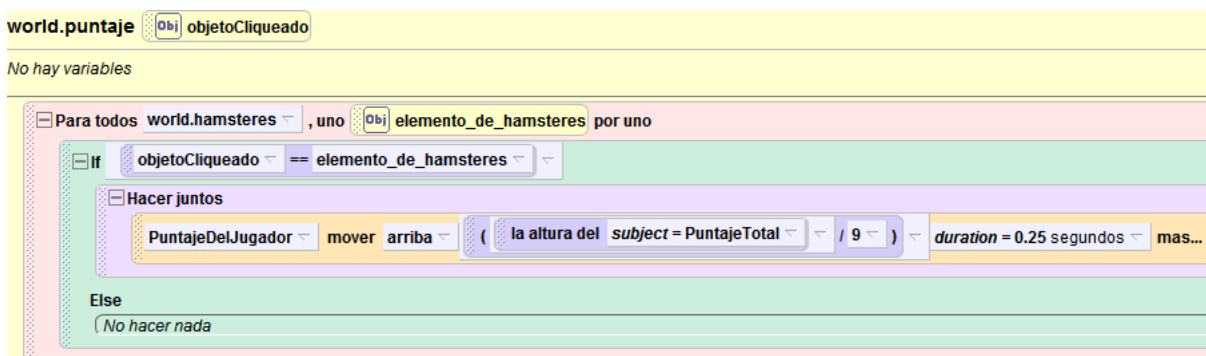 world.puntaje Obj objetoCliqueado
No hay variables
Para todos world.hamsteres , uno Obj elemento_de_hamsteres por uno
If objetoCliqueado == elemento_de_hamsteres
Hacer juntos
PuntajeDelJugador mover arriba ( la altura del subject = PuntajeTotal / 9 ) duration = 0.25 segundos mas...
Else
No hacer nada